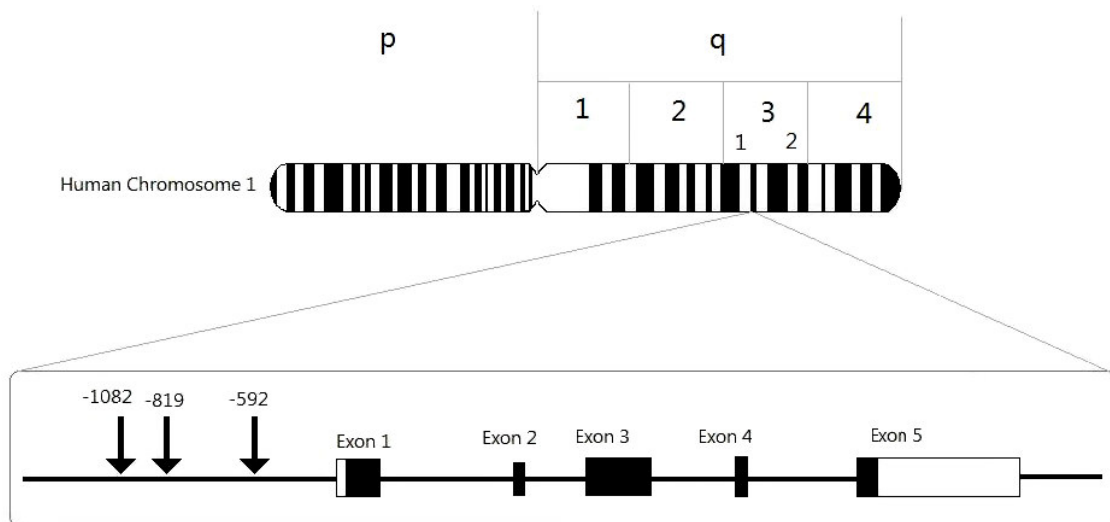 p
q
1
2
3
4
1
2
Human Chromosome 1
-1082
-819
-592
Exon 1
Exon 2
Exon 3
Exon 4
Exon 5